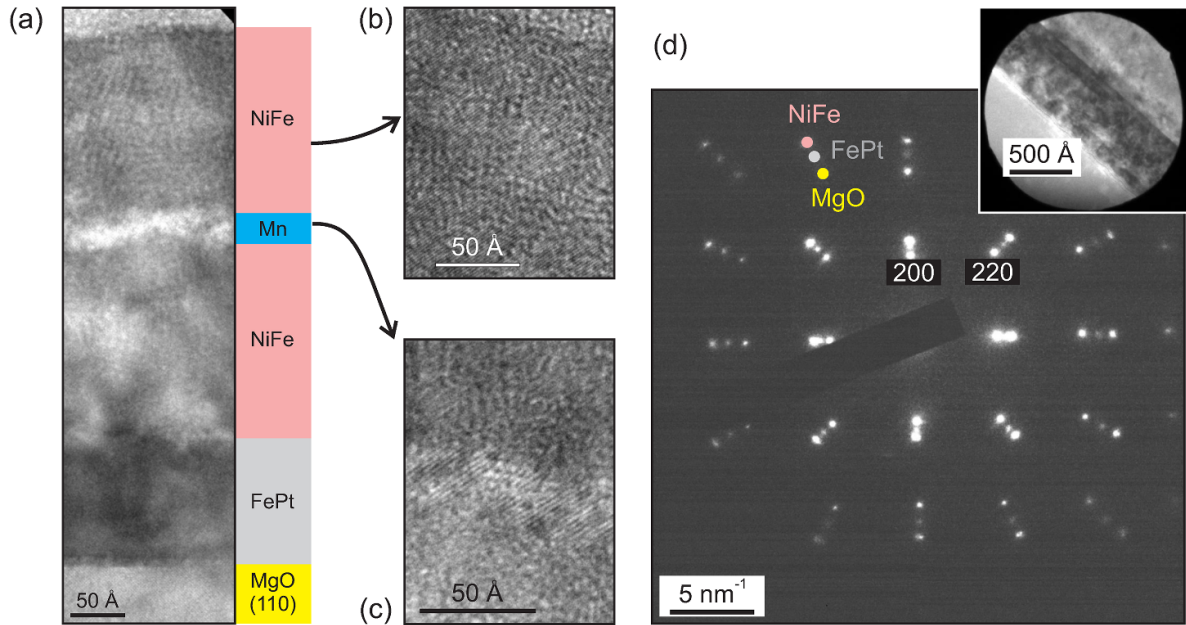 (a)
NiFe
Mn
NiFe
FePt
MgO
(110)
50 Å
(b)
50 Å
(c)
50 Å
(d)
NiFe
FePt
MgO
200
220
5 nm-1
500 Å